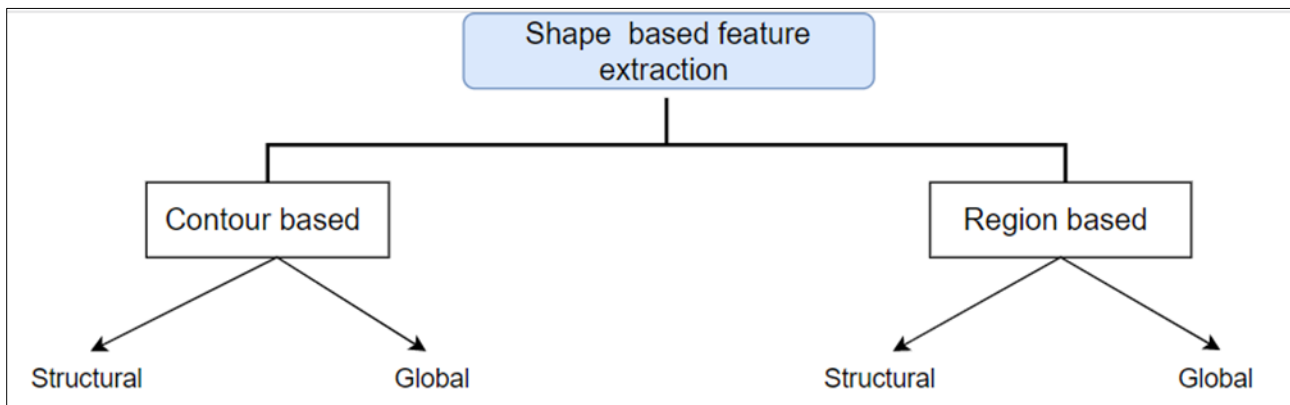 Shape based feature
extraction
Contour based
Region based
Structural
Global
Structural
Global